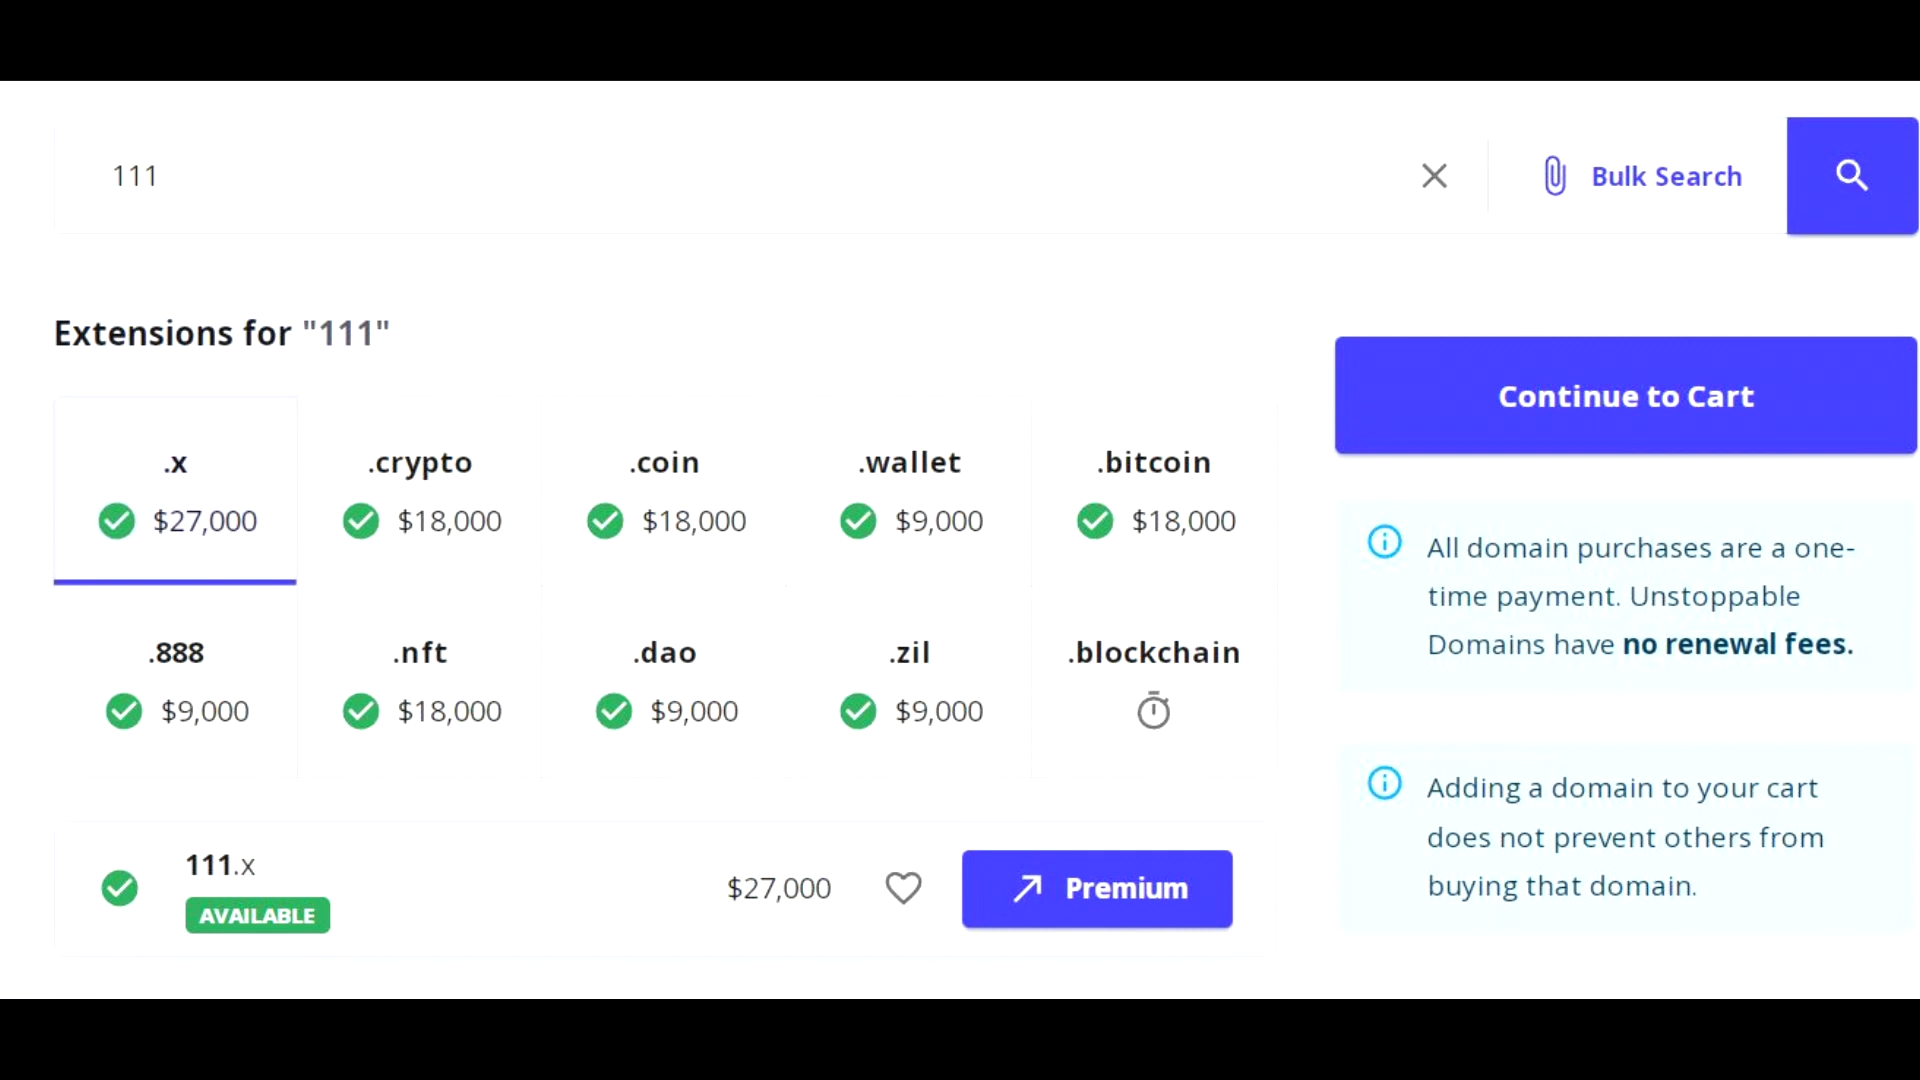 111
Bulk Search
Extensions for "111"
.x
.crypto
.coin
.wallet
.bitcoin
$27,000
$18,000
$18,000
$9,000
$18,000
.888
.nft
.dao
.zil
.blockchain
$9,000
$18,000
$9,000
$9,000
111.x
AVAILABLE
$27,000
Premium
Continue to Cart
All domain purchases are a one-
time payment. Unstoppable
Domains have no renewal fees.
Adding a domain to your cart
does not prevent others from
buying that domain.